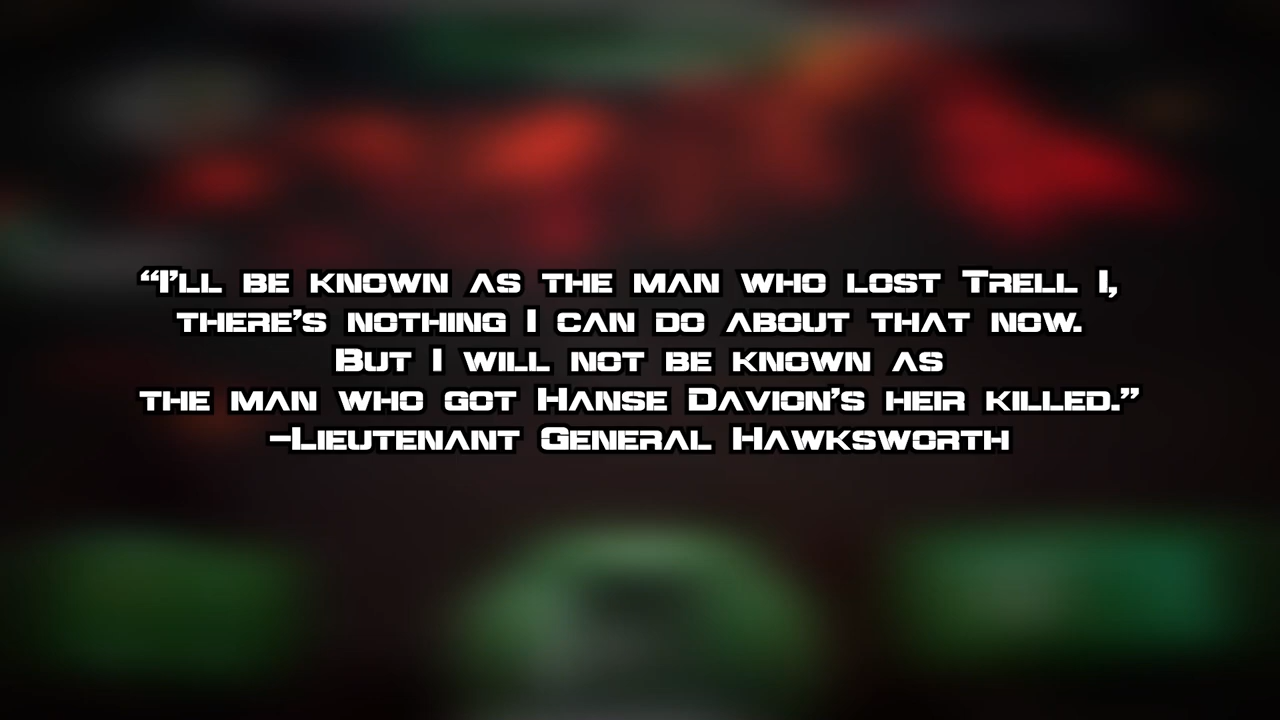 “I’ll be known as the man who lost Trell I,
there’s nothing I can do about that now.
But I will not be known as
the man who got Hanse Davion’s heir killed.”
-Lieutenant General Hawksworth